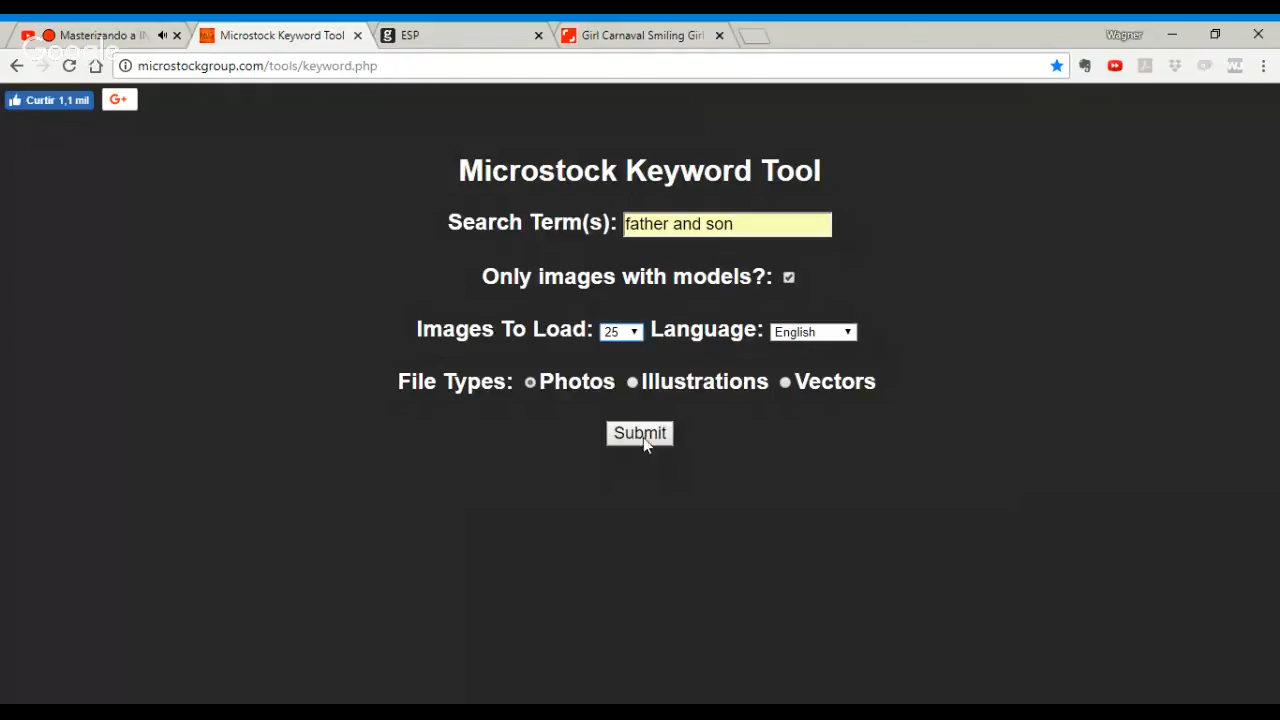 Masterizando a IN
Microstock Keyword Tool
ESP
Girl Carnaval Smiling Girl
Wagner
Google
microstockgroup.com/tools/keyword.php
Curtir 1,1 mil
G+
Microstock Keyword Tool
Search Term(s): father and son
Only images with models?:
Images To Load: 25 Language: English
File Types: Photos Illustrations Vectors
Submit